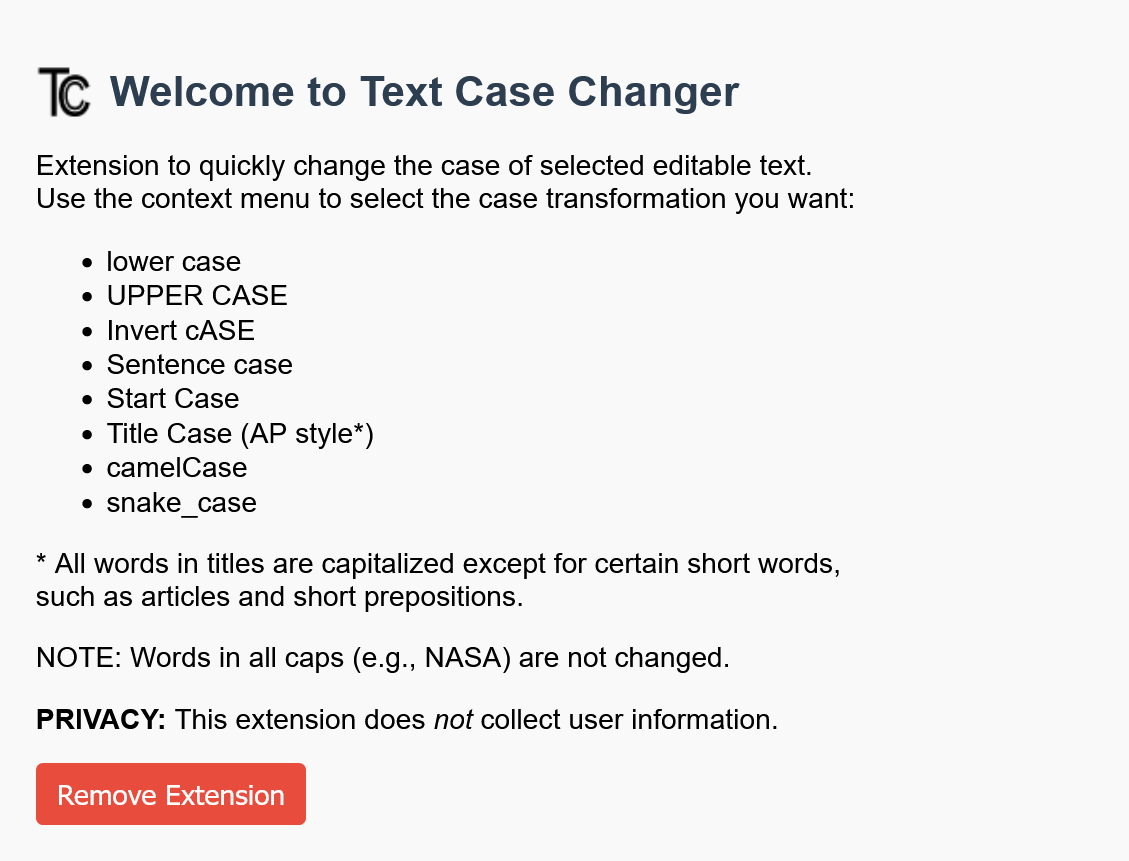 TC Welcome to Text Case Changer
Extension to quickly change the case of selected editable text.
Use the context menu to select the case transformation you want:
• lower case
• UPPER CASE
• Invert cASE
• Sentence case
• Start Case
• Title Case (AP style*)
• camelCase
• snake_case
* All words in titles are capitalized except for certain short words,
such as articles and short prepositions.
NOTE: Words in all caps (e.g., NASA) are not changed.
PRIVACY: This extension does not collect user information.
Remove Extension